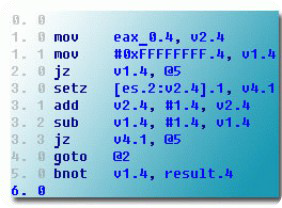 0. 0
1. 0 mov eax_0.4, v2.4
1. 1 mov #0xFFFFFFFF.4, v1.4
2. 0 jz v1.4, @5
3. 0 setz [es.2:v2.4].1, v4.1
3. 1 add v2.4, #1.4, v2.4
3. 2 sub v1.4, #1.4, v1.4
3. 3 jz v4.1, @5
4. 0 goto @2
5. 0 bnot v1.4, result.4
6. 0